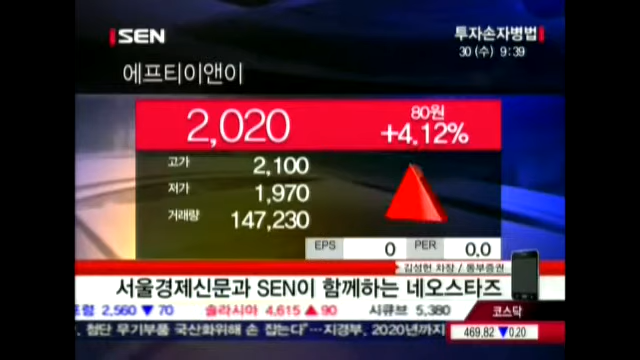 SEN
투자손자병법
30 (수) 9:39
에프티이앤이
2,020
80원
+4.12%
고가 2,100
저가 1,970
거래량 147,230
EPS 0 PER 0.0
김성현 차장 / 동부증권
서울경제신문과 SEN이 함께하는 네오스타즈
2,560 ▼70 솔라시아 4,615 ▲90 시큐브 5,380
코스닥
첨단 무기부품 국산화위해 손 잡는다"…지경부, 2020년까지
469.82 ▼0.20